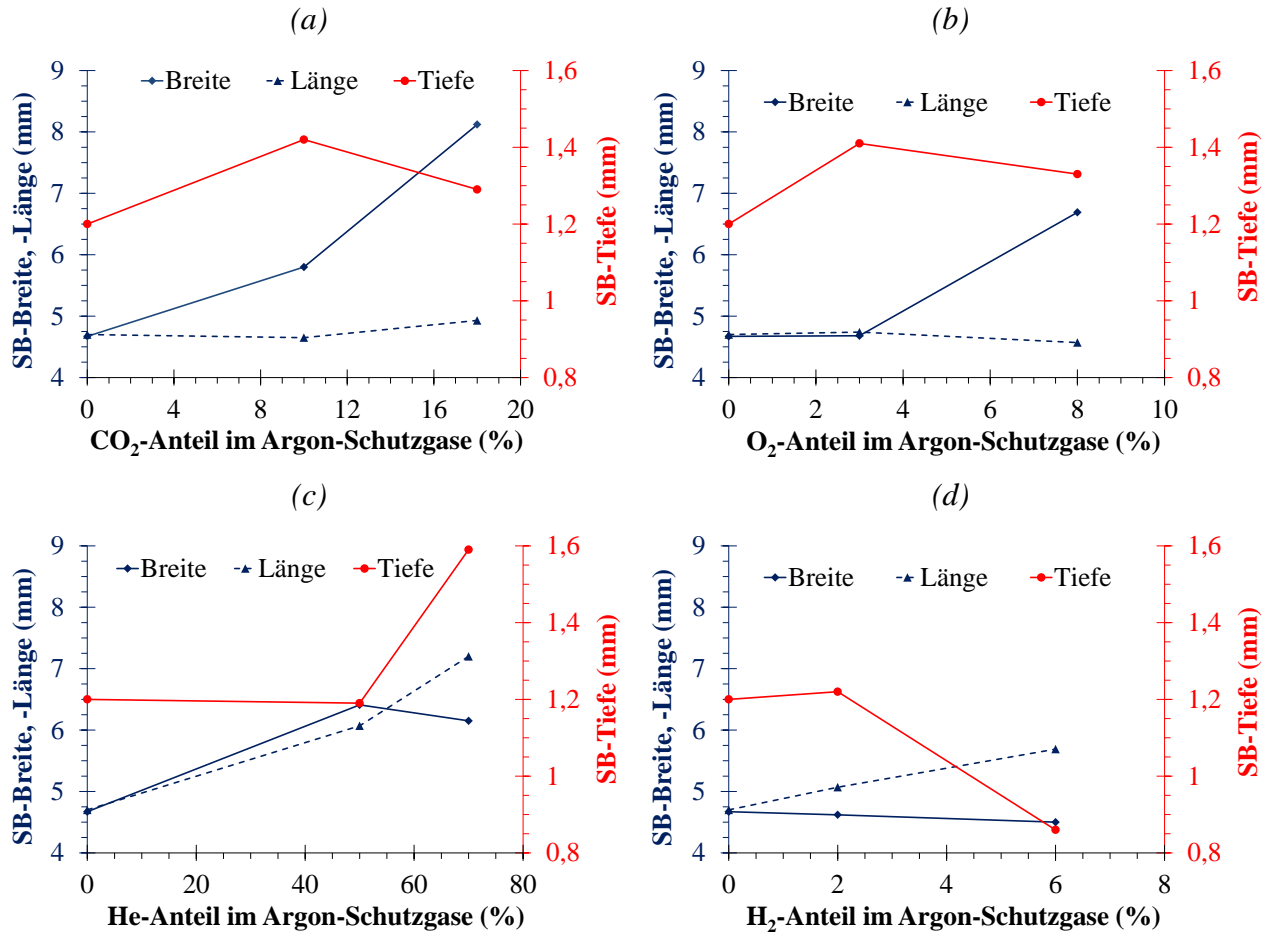 (a)
Breite Länge Tiefe
SB-Breite, -Länge (mm)
9
8
7
6
5
4
1,6
1,4
1,2
1
0,8
SB-Tiefe (mm)
0 4 8 12 16 20
CO₂-Anteil im Argon-Schutzgase (%)
(b)
Breite Länge Tiefe
SB-Breite, -Länge (mm)
9
8
7
6
5
4
1,6
1,4
1,2
1
0,8
SB-Tiefe (mm)
0 2 4 6 8 10
O₂-Anteil im Argon-Schutzgase (%)
(c)
Breite Länge Tiefe
SB-Breite, -Länge (mm)
9
8
7
6
5
4
1,6
1,4
1,2
1
0,8
SB-Tiefe (mm)
0 20 40 60 80
He-Anteil im Argon-Schutzgase (%)
(d)
Breite Länge Tiefe
SB-Breite, -Länge (mm)
9
8
7
6
5
4
1,6
1,4
1,2
1
0,8
SB-Tiefe (mm)
0 2 4 6 8
H₂-Anteil im Argon-Schutzgase (%)